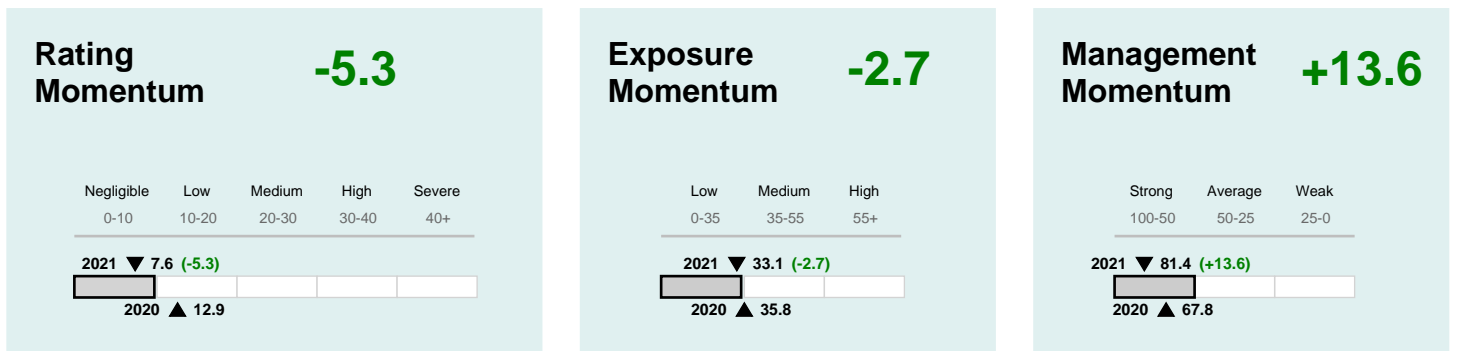 Rating
Momentum
-5.3
Negligible Low Medium High Severe
0-10 10-20 20-30 30-40 40+
2021 ▼ 7.6 (-5.3)
2020 ▲ 12.9
Exposure
Momentum
-2.7
Low Medium High
0-35 35-55 55+
2021 ▼ 33.1 (-2.7)
2020 ▲ 35.8
Management
Momentum
+13.6
Strong Average Weak
100-50 50-25 25-0
2021 ▼ 81.4 (+13.6)
2020 ▲ 67.8